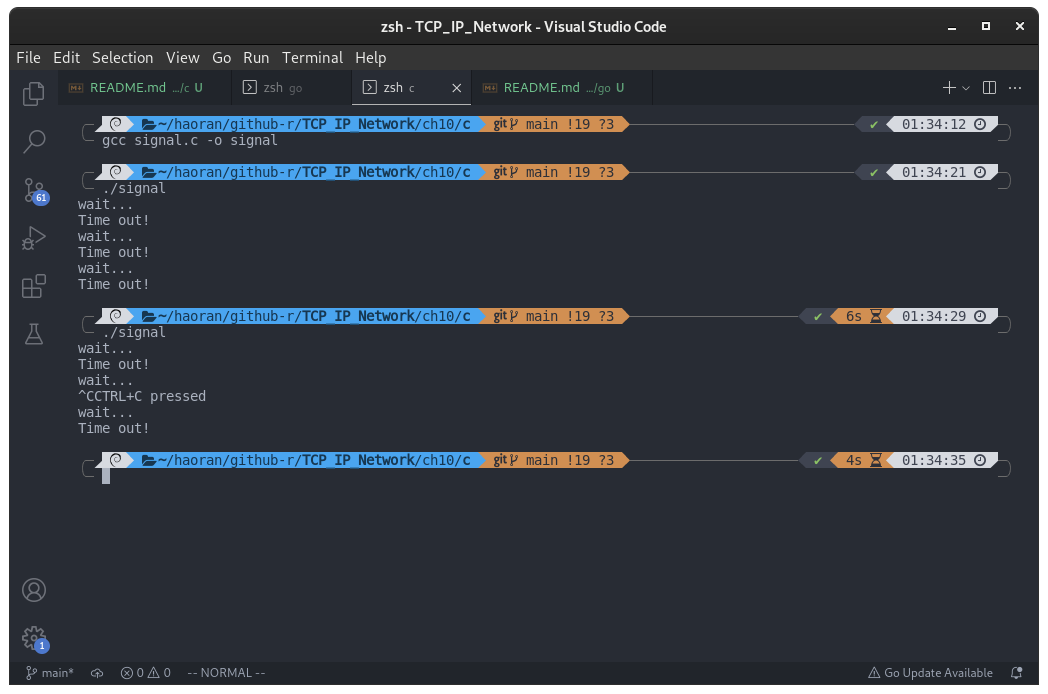 zsh - TCP_IP_Network - Visual Studio Code
File Edit Selection View Go Run Terminal Help
README.md .../c U zsh go zsh c README.md .../go U
~/haoran/github-r/TCP_IP_Network/ch10/c git main !19 ?3 ✔ 01:34:12
gcc signal.c -o signal
~/haoran/github-r/TCP_IP_Network/ch10/c git main !19 ?3 ✔ 01:34:21
./signal
wait...
Time out!
wait...
Time out!
wait...
Time out!
~/haoran/github-r/TCP_IP_Network/ch10/c git main !19 ?3 ✔ 6s 01:34:29
./signal
wait...
Time out!
wait...
^CCTRL+C pressed
wait...
Time out!
~/haoran/github-r/TCP_IP_Network/ch10/c git main !19 ?3 ✔ 4s 01:34:35
61
1
main* 0 0 -- NORMAL -- Go Update Available